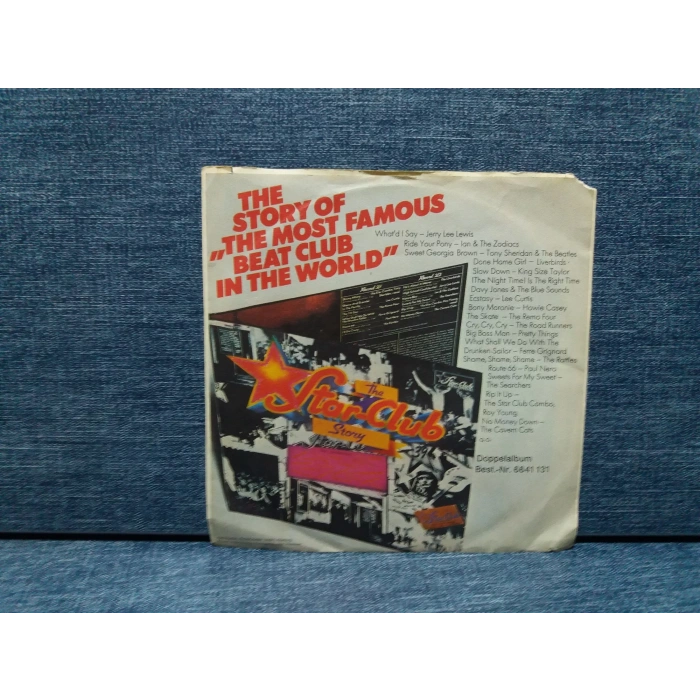 THE
STORY OF
„THE MOST FAMOUS
BEAT CLUB
IN THE WORLD"
What'd I Say – Jerry Lee Lewis
Ride Your Pony – Ian & The Zodiacs
Sweet Georgia Brown – Tony Sheridan & The Beatles
Done Home Girl – Liverbirds
Slow Down – King Size Taylor
(The Night Time) Is The Right Time
Davy Jones & The Blue Sounds
Ecstasy – Lee Curtis
Bony Moronie – Howie Casey
The Skate – The Remo Four
Cry, Cry, Cry – The Road Runners
Big Boss Man – Pretty Things
What Shall We Do With The
Drunken Sailor – Ferre Grignard
Shame, Shame, Shame – The Rattles
Route 66 – Paul Nero
Sweets For My Sweet –
The Searchers
Rip It Up –
The Star Club Combo,
Roy Young,
No Money Down –
The Cavern Cats
a.o.
Doppelalbum
Best.-Nr. 6641 131
The
Star-Club
Story